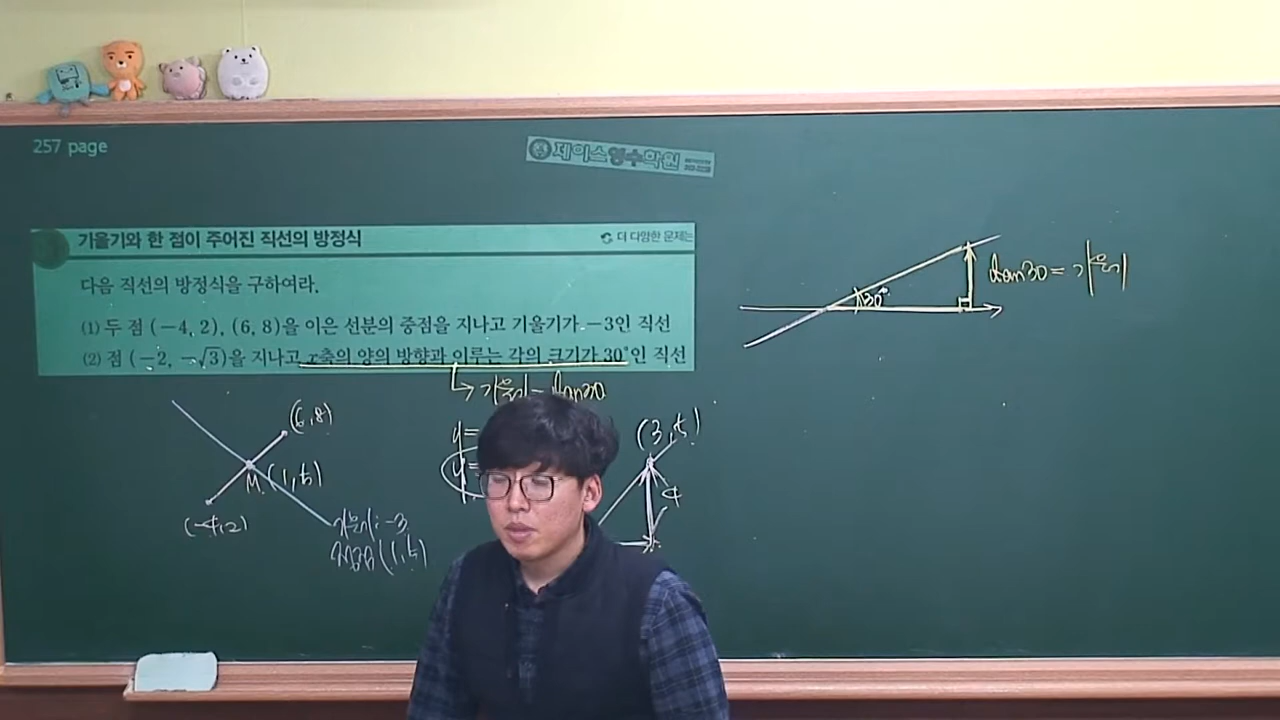 257 page
제이스영수학원
기울기와 한 점이 주어진 직선의 방정식
더 다양한 문제는
다음 직선의 방정식을 구하여라.
(1) 두 점 (−4, 2), (6, 8)을 이은 선분의 중점을 지나고 기울기가 −3인 직선
(2) 점 (−2, −√3)을 지나고 x축의 양의 방향과 이루는 각의 크기가 30°인 직선
30°
tan30 = 기울기
기울기 = tan30
(6, 8)
M (1, 5)
(-4, 2)
기울기: -3
(1, 5)
y=
y=
(3, 5)
4